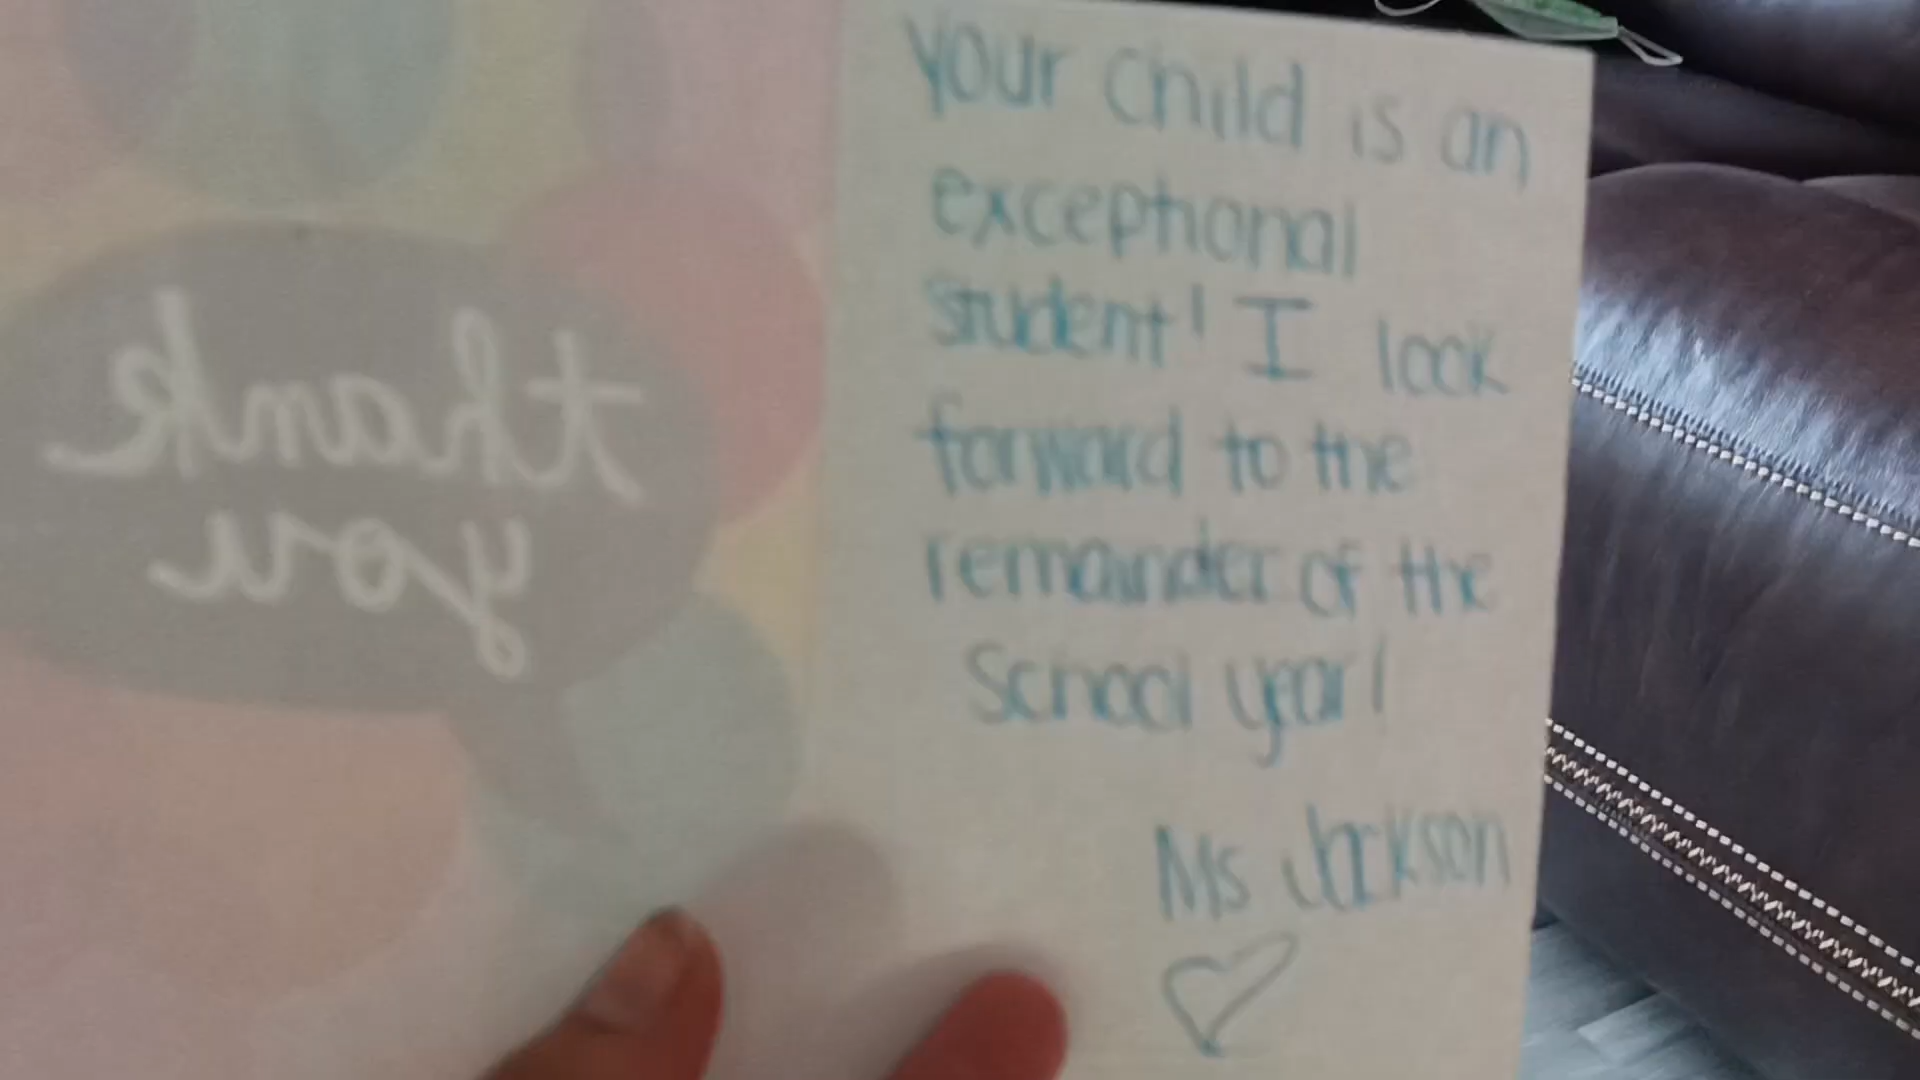 thank
you
Your child is an
exceptional
student! I look
forward to the
remainder of the
School year!
Ms Jackson